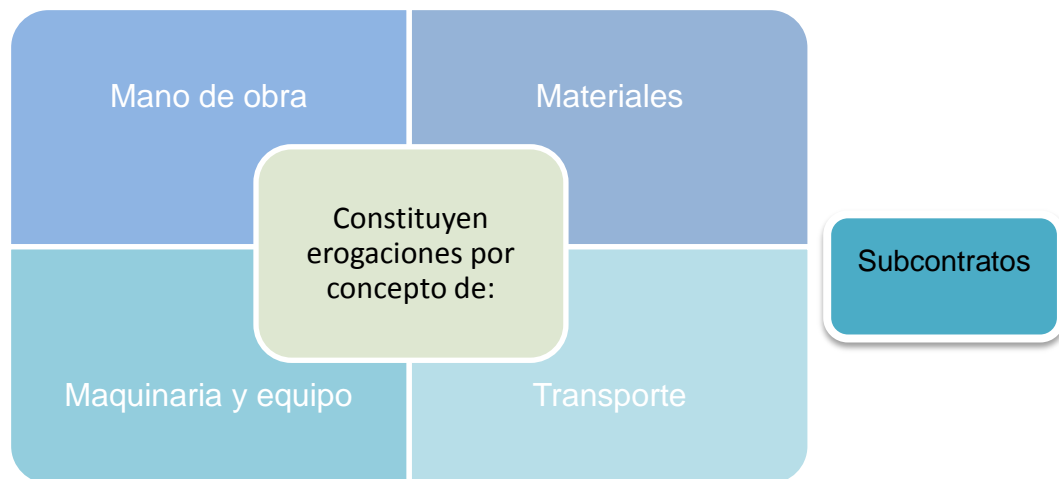 Mano de obra
Materiales
Constituyen
erogaciones por
concepto de:
Subcontratos
Maquinaria y equipo
Transporte